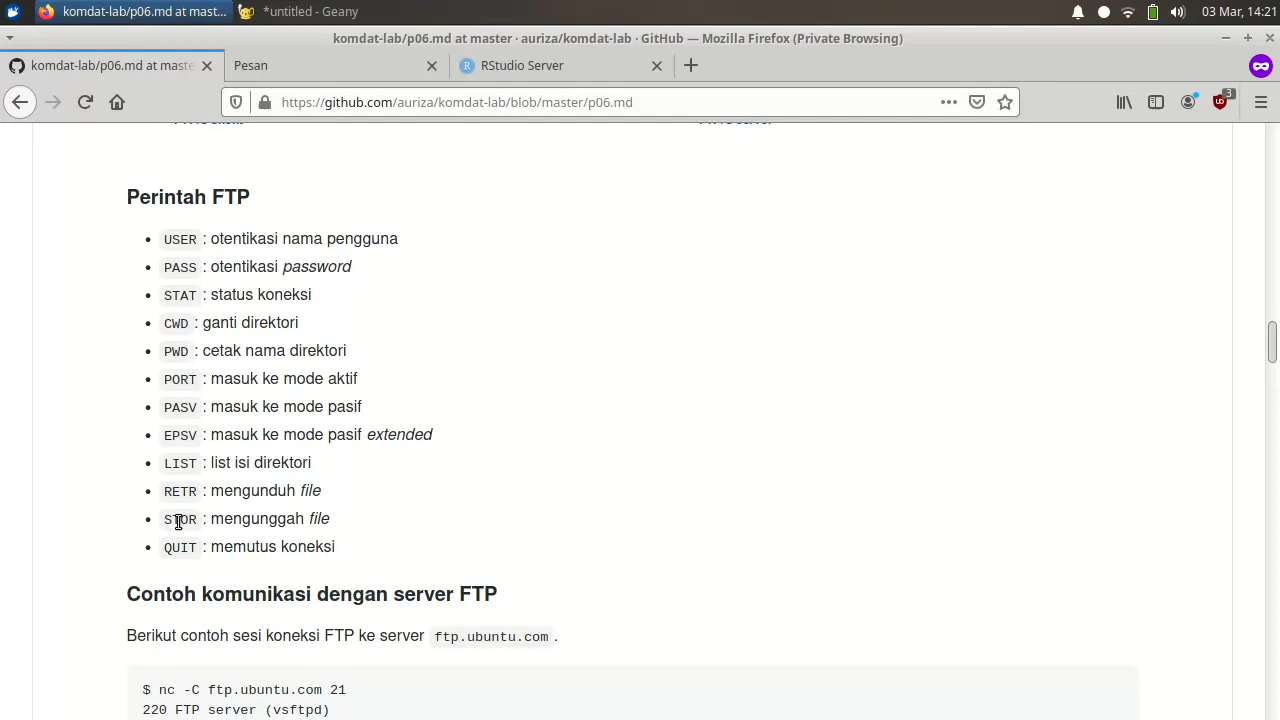 komdat-lab/p06.md at mast...
*untitled - Geany
03 Mar, 14:21
komdat-lab/p06.md at master · auriza/komdat-lab · GitHub — Mozilla Firefox (Private Browsing)
komdat-lab/p06.md at maste
Pesan
RStudio Server
https://github.com/auriza/komdat-lab/blob/master/p06.md
3
Perintah FTP
USER : otentikasi nama pengguna
PASS : otentikasi password
STAT : status koneksi
CWD : ganti direktori
PWD : cetak nama direktori
PORT : masuk ke mode aktif
PASV : masuk ke mode pasif
EPSV : masuk ke mode pasif extended
LIST : list isi direktori
RETR : mengunduh file
STOR : mengunggah file
QUIT : memutus koneksi
Contoh komunikasi dengan server FTP
Berikut contoh sesi koneksi FTP ke server ftp.ubuntu.com .
$ nc -C ftp.ubuntu.com 21
220 FTP server (vsftpd)